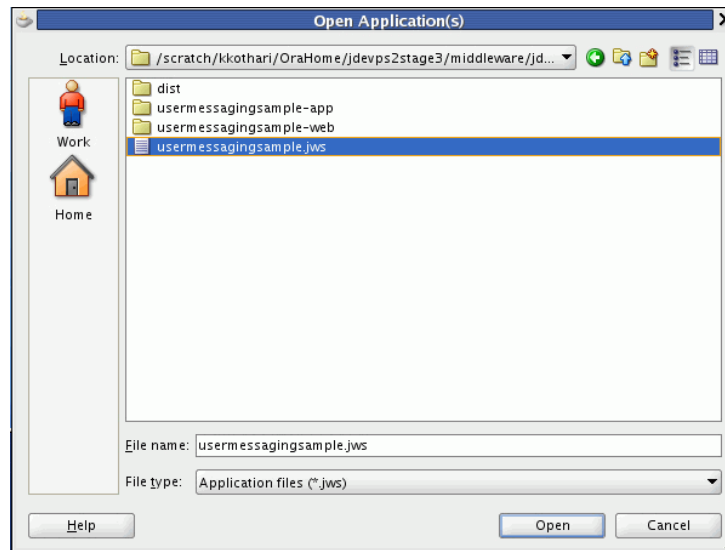 Open Application(s)
Location: /scratch/kkothari/OraHome/jdevps2stage3/middleware/jd...
Work
Home
dist
usermessagingsample-app
usermessagingsample-web
usermessagingsample.jws
File name: usermessagingsample.jws
File type: Application files (*.jws)
Help Open Cancel